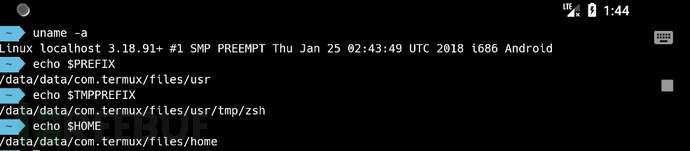 LTE 1:44
uname -a
Linux localhost 3.18.91+ #1 SMP PREEMPT Thu Jan 25 02:43:49 UTC 2018 i686 Android
echo $PREFIX
/data/data/com.termux/files/usr
echo $TMPPREFIX
/data/data/com.termux/files/usr/tmp/zsh
echo $HOME
/data/data/com.termux/files/home